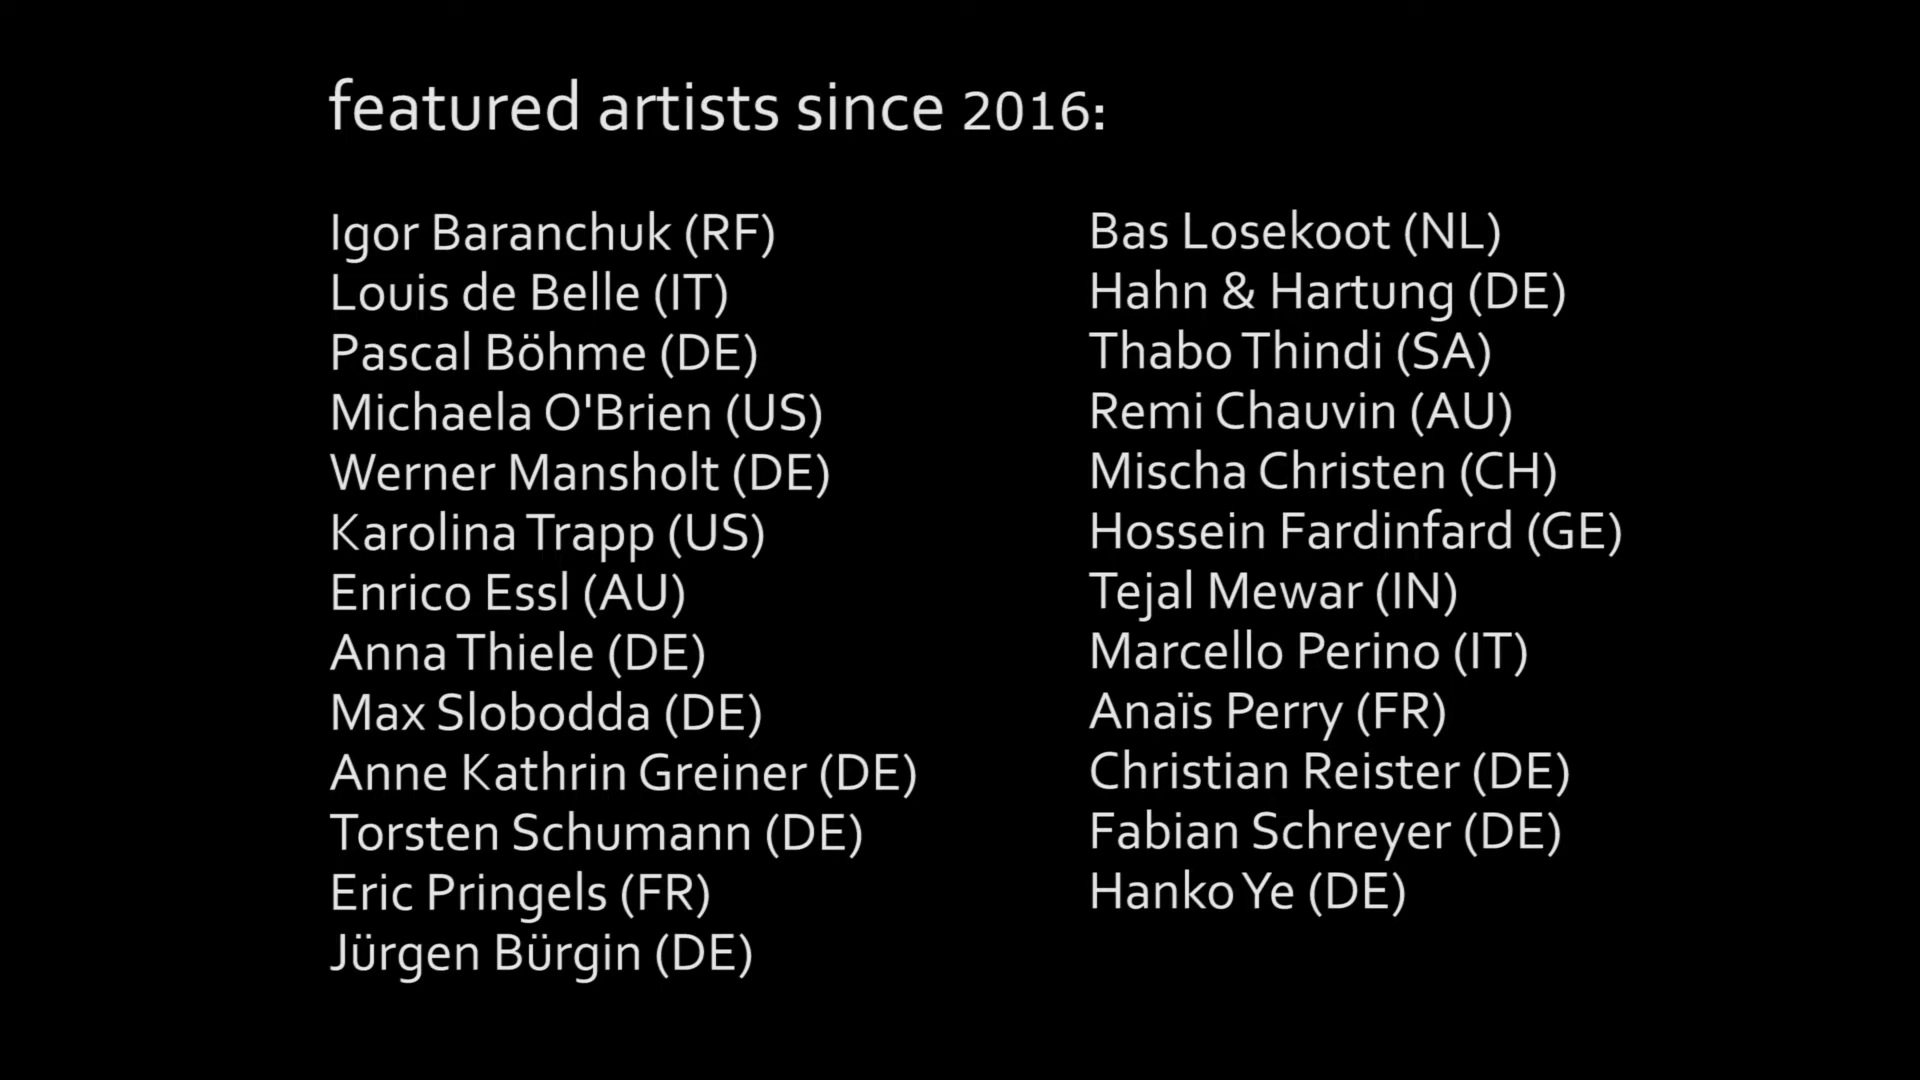 featured artists since 2016:
Igor Baranchuk (RF)
Louis de Belle (IT)
Pascal Böhme (DE)
Michaela O'Brien (US)
Werner Mansholt (DE)
Karolina Trapp (US)
Enrico Essl (AU)
Anna Thiele (DE)
Max Slobodda (DE)
Anne Kathrin Greiner (DE)
Torsten Schumann (DE)
Eric Pringels (FR)
Jürgen Bürgin (DE)
Bas Losekoot (NL)
Hahn & Hartung (DE)
Thabo Thindi (SA)
Remi Chauvin (AU)
Mischa Christen (CH)
Hossein Fardinfard (GE)
Tejal Mewar (IN)
Marcello Perino (IT)
Anaïs Perry (FR)
Christian Reister (DE)
Fabian Schreyer (DE)
Hanko Ye (DE)